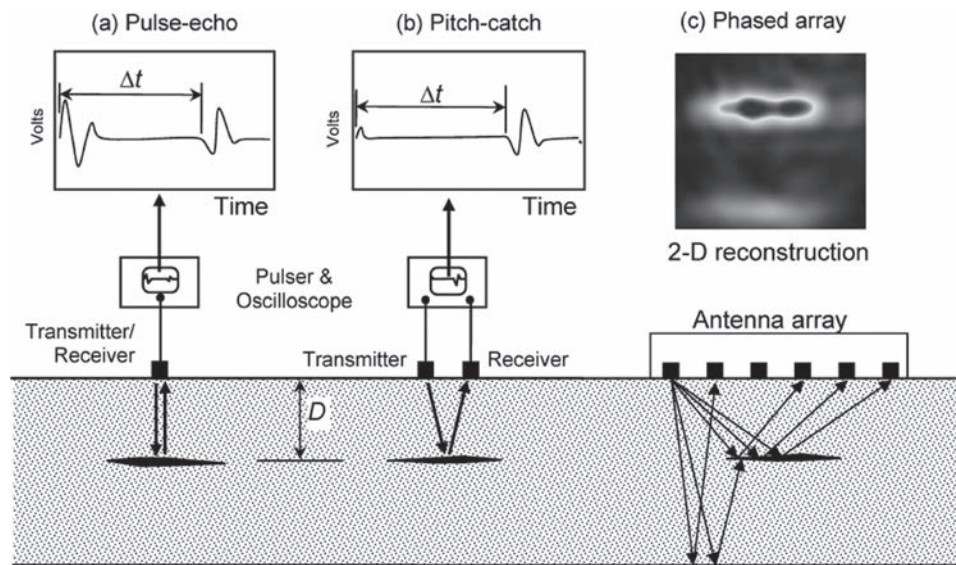 (a) Pulse-echo
(b) Pitch-catch
(c) Phased array
Δt
Volts
Time
Δt
Volts
Time
2-D reconstruction
Pulser &
Oscilloscope
Transmitter/
Receiver
Transmitter
Receiver
Antenna array
D